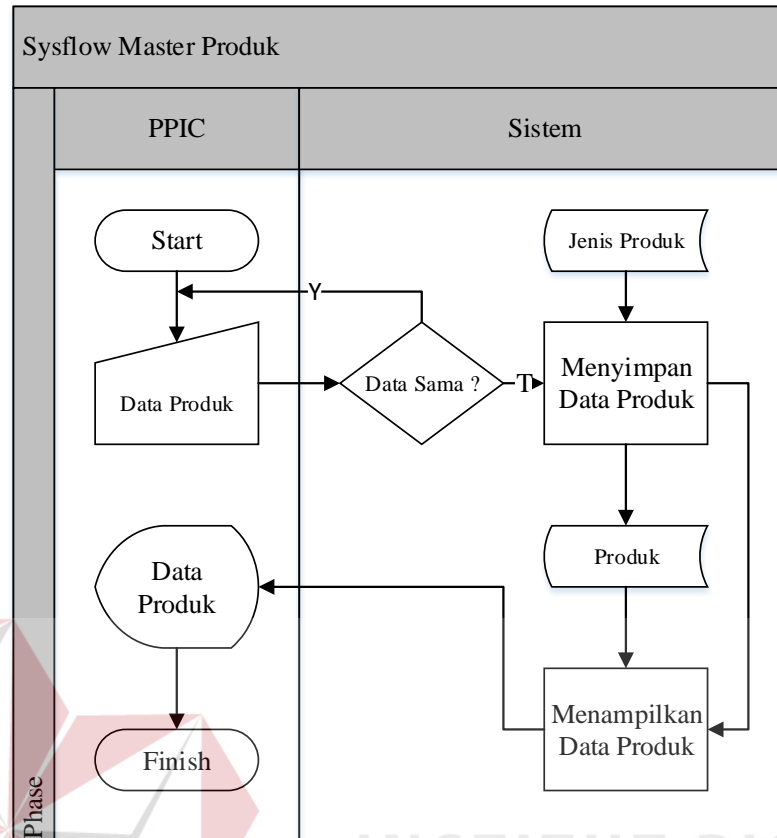 Sysflow Master Produk
PPIC
Sistem
Start
Jenis Produk
Y
Data Produk
Data Sama ?
T
Menyimpan
Data Produk
Data
Produk
Produk
Menampilkan
Data Produk
Finish
Phase